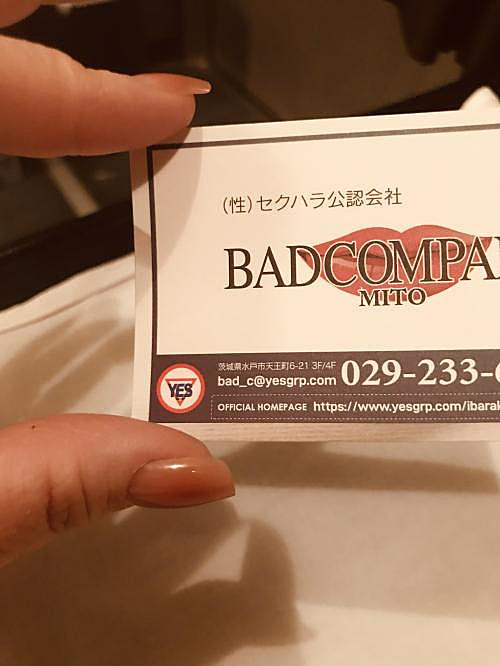 (性)セクハラ公認会社
BADCOMPA
MITO
YES
茨城県水戸市天王町6-21 3F/4F
bad_c@yesgrp.com 029-233-
OFFICIAL HOMEPAGE https://www.yesgrp.com/ibarak